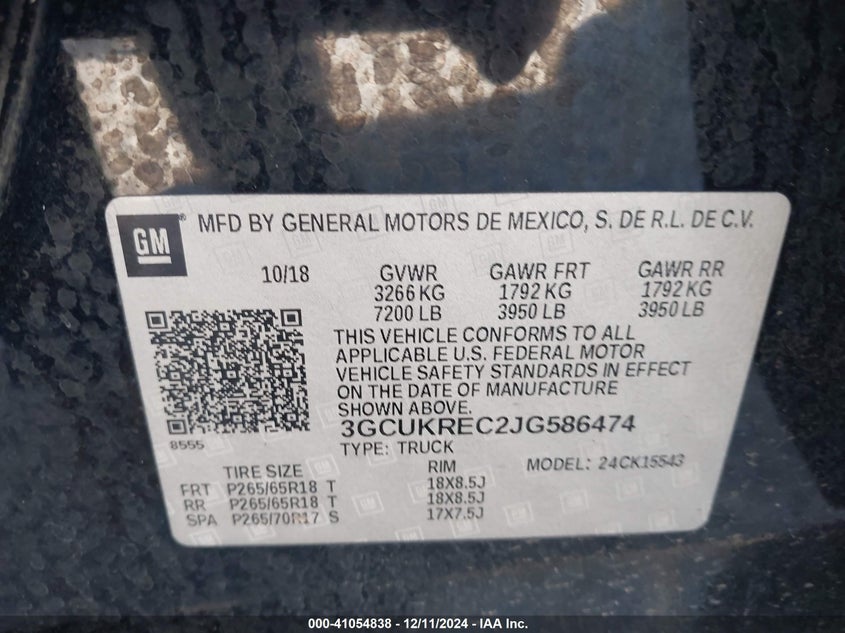 GM® MFD BY GENERAL MOTORS DE MEXICO, S. DE R.L. DE C.V.
10/18 GVWR GAWR FRT GAWR RR
3266 KG 1792 KG 1792 KG
7200 LB 3950 LB 3950 LB
THIS VEHICLE CONFORMS TO ALL
APPLICABLE U.S. FEDERAL MOTOR
VEHICLE SAFETY STANDARDS IN EFFECT
ON THE DATE OF MANUFACTURE
SHOWN ABOVE.
3GCUKREC2JG586474
8555 TYPE: TRUCK
TIRE SIZE RIM MODEL: 24CK15543
FRT P265/65R18 T 18X8.5J
RR P265/65R18 T 18X8.5J
SPA P265/70R17 S 17X7.5J
000-41054838 - 12/11/2024 - IAA Inc.